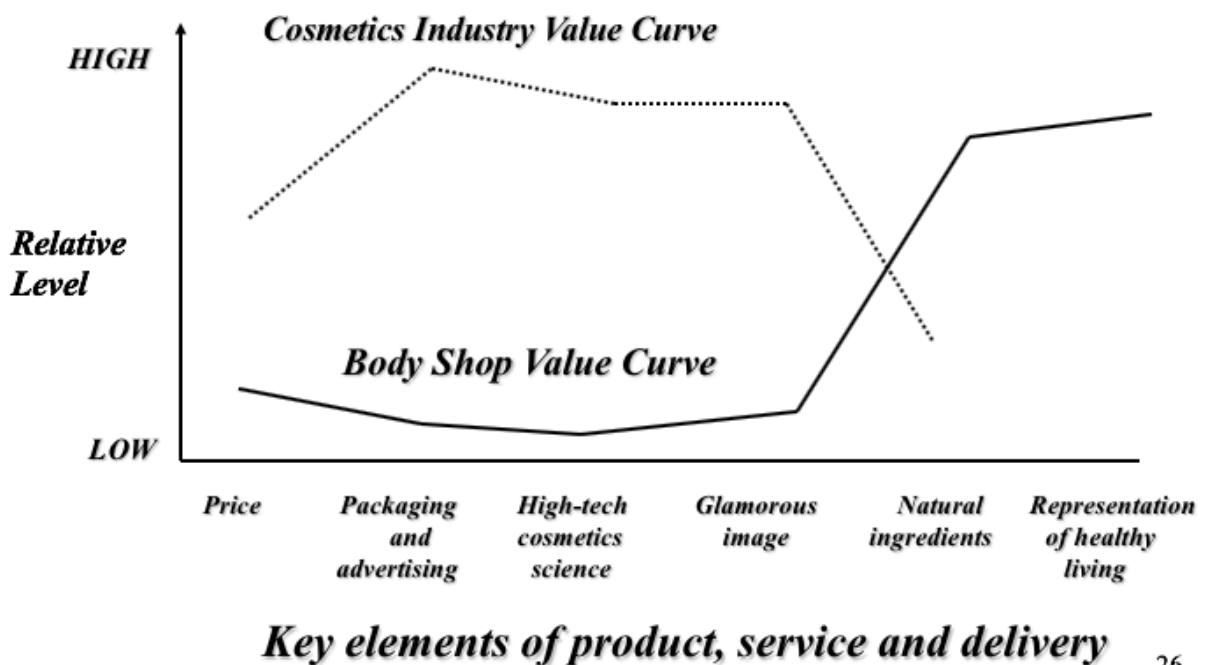 Cosmetics Industry Value Curve
HIGH
Relative
Level
Body Shop Value Curve
LOW
Price
Packaging
and
advertising
High-tech
cosmetics
science
Glamorous
image
Natural
ingredients
Representation
of healthy
living
Key elements of product, service and delivery
26